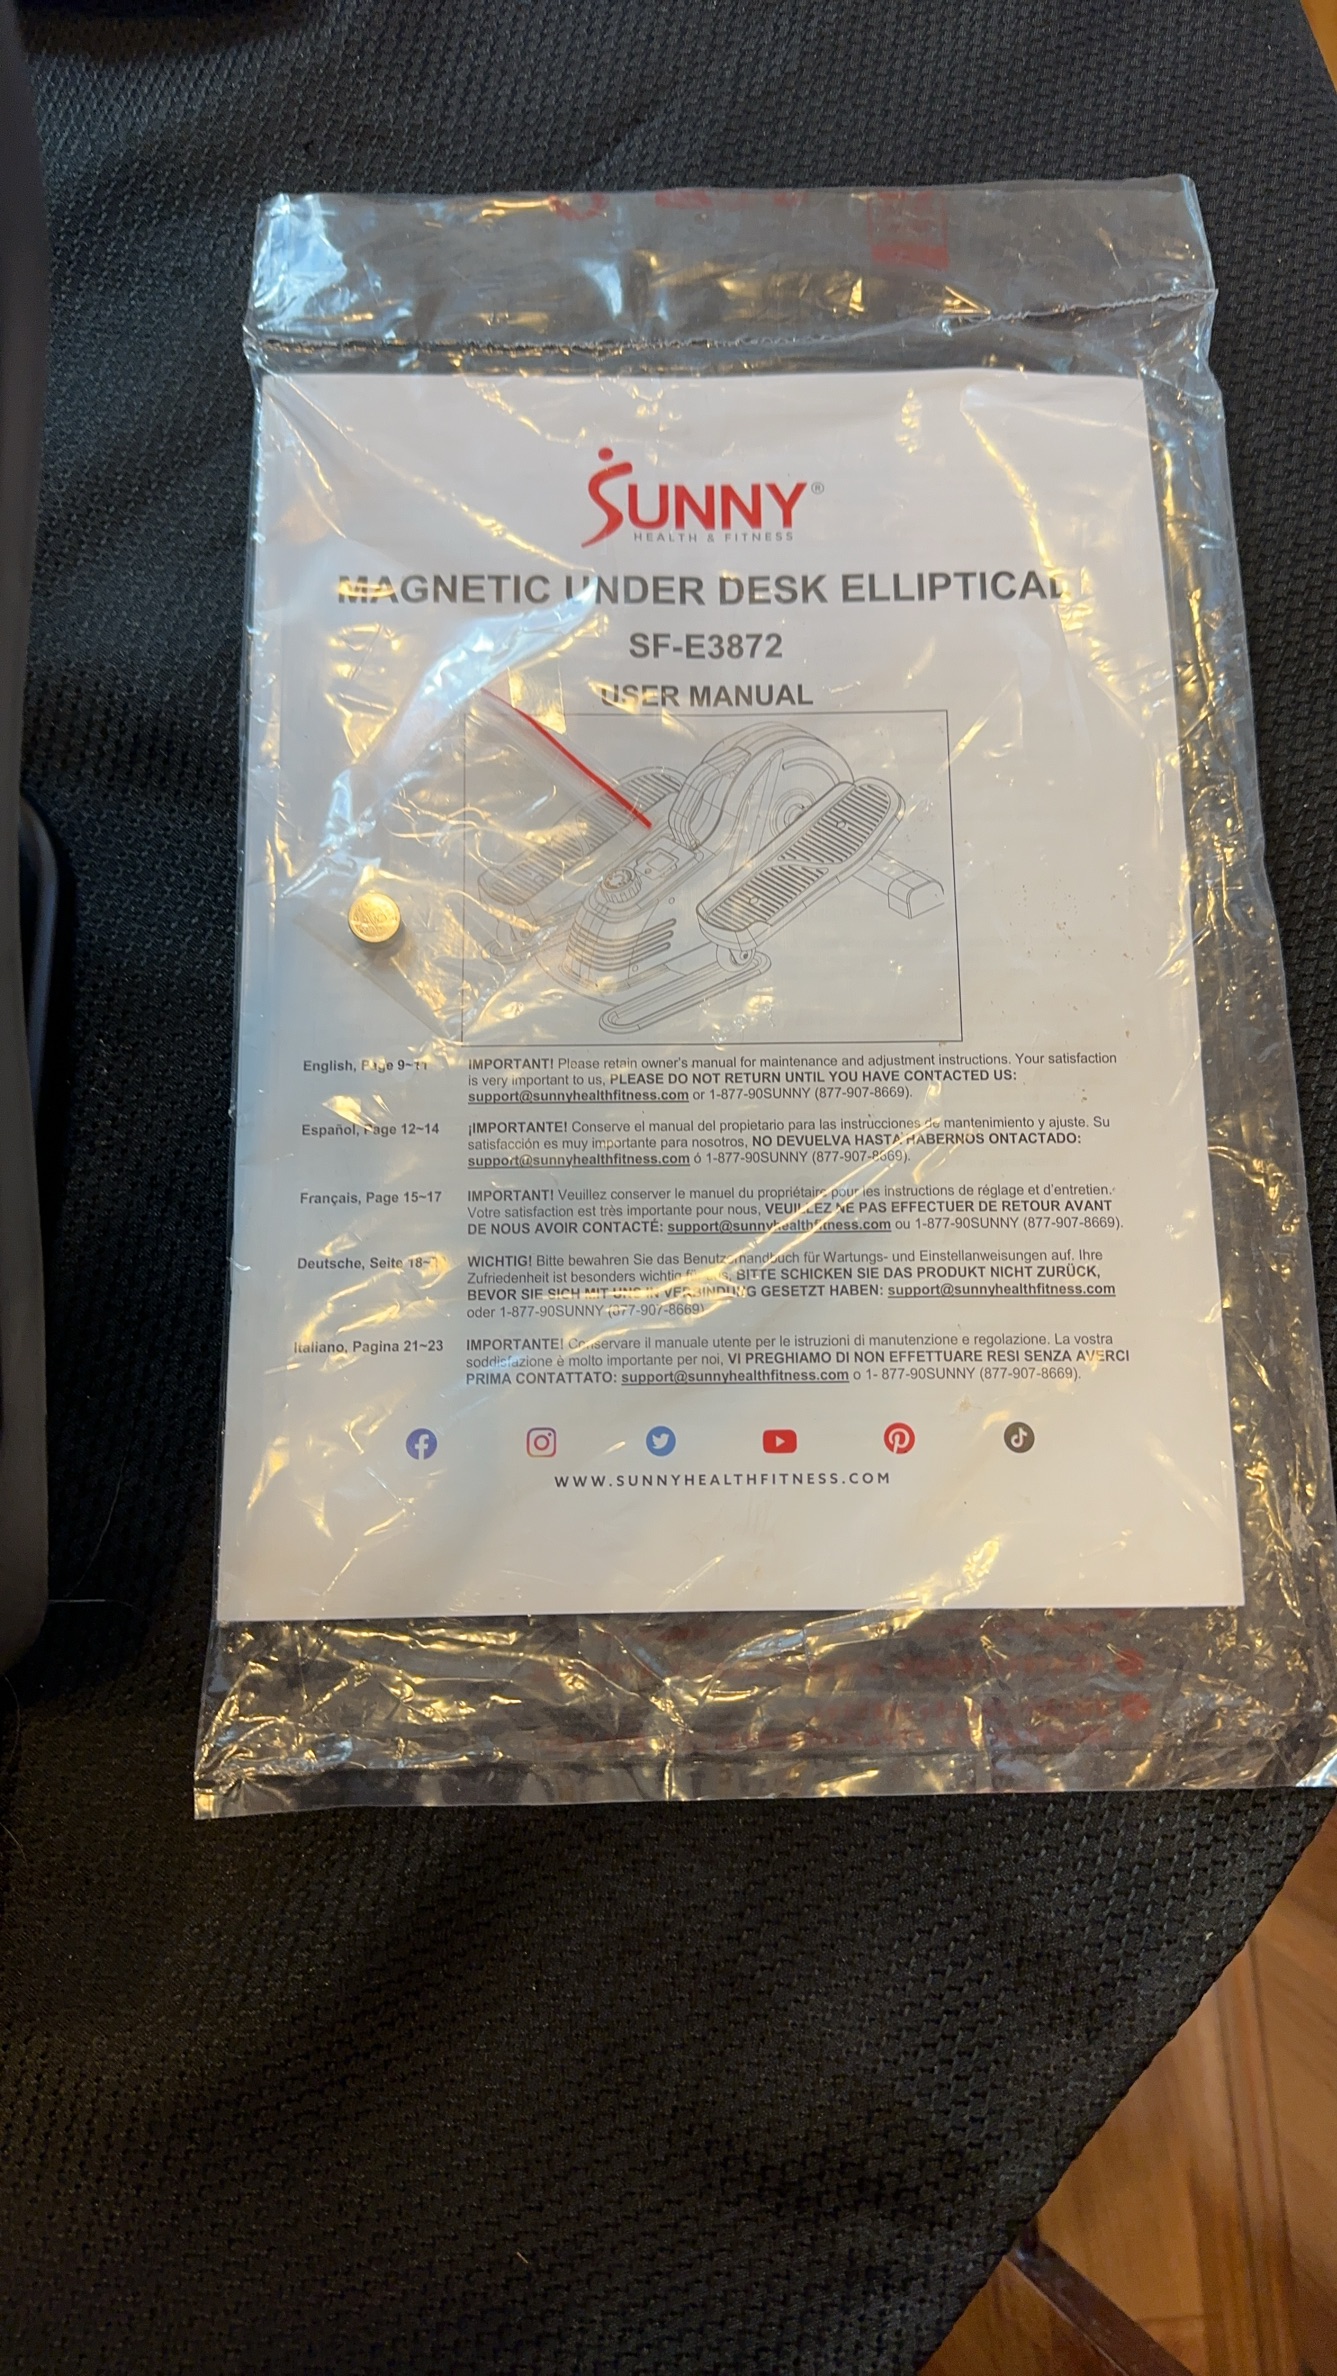 SUNNY®
HEALTH & FITNESS
MAGNETIC UNDER DESK ELLIPTICAL
SF-E3872
USER MANUAL
English, Page 9~11
IMPORTANT! Please retain owner's manual for maintenance and adjustment instructions. Your satisfaction
is very important to us, PLEASE DO NOT RETURN UNTIL YOU HAVE CONTACTED US:
support@sunnyhealthfitness.com or 1-877-90SUNNY (877-907-8669).
Español, Page 12~14
¡IMPORTANTE! Conserve el manual del propietario para las instrucciones de mantenimiento y ajuste. Su
satisfacción es muy importante para nosotros, NO DEVUELVA HASTA HABERNOS ONTACTADO:
support@sunnyhealthfitness.com ó 1-877-90SUNNY (877-907-8669).
Français, Page 15~17
IMPORTANT! Veuillez conserver le manuel du propriétaire pour les instructions de réglage et d'entretien.
Votre satisfaction est très importante pour nous, VEUILLEZ NE PAS EFFECTUER DE RETOUR AVANT
DE NOUS AVOIR CONTACTÉ: support@sunnyhealthfitness.com ou 1-877-90SUNNY (877-907-8669).
Deutsche, Seite
WICHTIG! Bitte bewahren Sie das Benutzerhandbuch für Wartungs- und Einstellanweisungen auf. Ihre
Zufriedenheit ist besonders wichtig für uns, BITTE SCHICKEN SIE DAS PRODUKT NICHT ZURÜCK,
BEVOR SIE SICH MIT UNS IN VERBINDUNG GESETZT HABEN: support@sunnyhealthfitness.com
oder 1-877-90SUNNY (877-907-8669)
Italiano, Pagina 21~23
IMPORTANTE! Conservare il manuale utente per le istruzioni di manutenzione e regolazione. La vostra
soddisfazione è molto importante per noi, VI PREGHIAMO DI NON EFFETTUARE RESI SENZA AVERCI
PRIMA CONTATTATO: support@sunnyhealthfitness.com o 1- 877-90SUNNY (877-907-8669).
WWW.SUNNYHEALTHFITNESS.COM